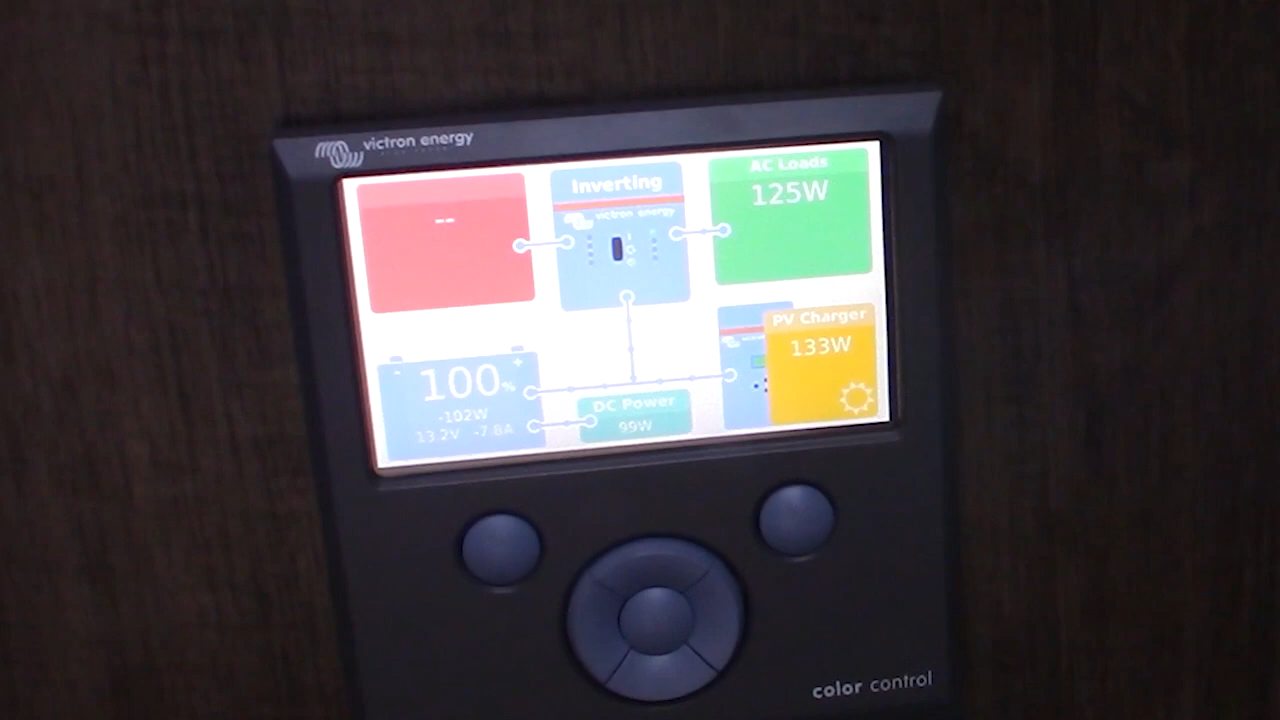 victron energy
--
Inverting
victron energy
AC Loads
125W
PV Charger
133W
- +
100%
-102W
13.2V -7.8A
DC Power
99W
color control